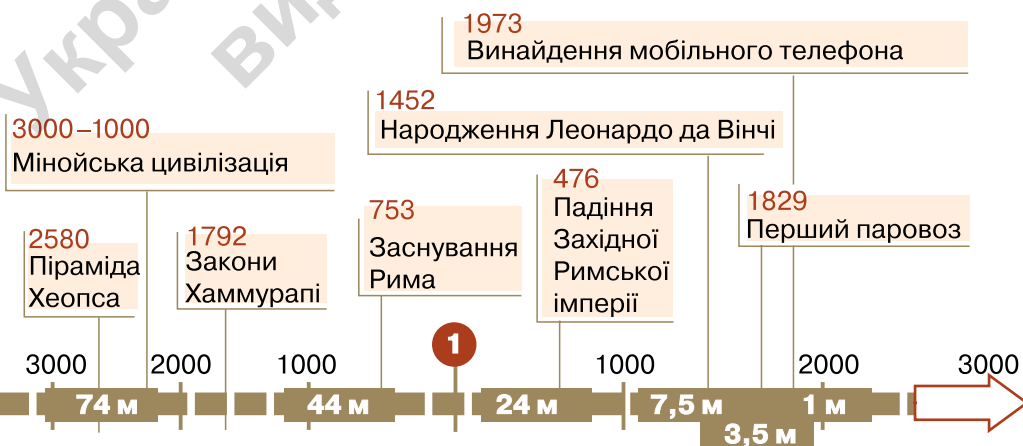 Укра
вид
1973
Винайдення мобільного телефона
1452
Народження Леонардо да Вінчі
3000–1000
Мінойська цивілізація
476
Падіння
Західної
Римської
імперії
1829
Перший паровоз
753
Заснування
Рима
2580
Піраміда
Хеопса
1792
Закони
Хаммурапі
3000
2000
1000
1
1000
2000
3000
74 м
44 м
24 м
7,5 м
1 м
3,5 м